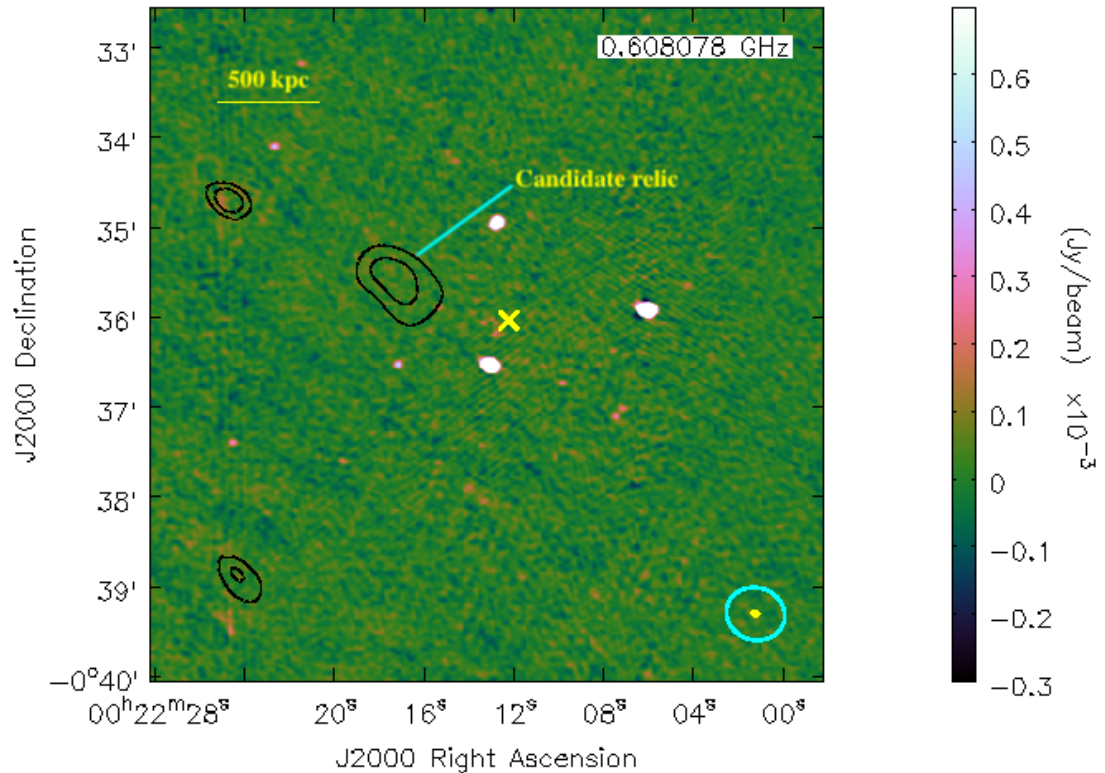 0.608078 GHz
500 kpc
Candidate relic
33'
34'
35'
36'
37'
38'
39'
−0°40'
J2000 Declination
00ʰ22ᵐ28ˢ
20ˢ
16ˢ
12ˢ
08ˢ
04ˢ
00ˢ
J2000 Right Ascension
0.6
0.5
0.4
0.3
0.2
0.1
0
−0.1
−0.2
−0.3
(Jy/beam) ×10⁻³